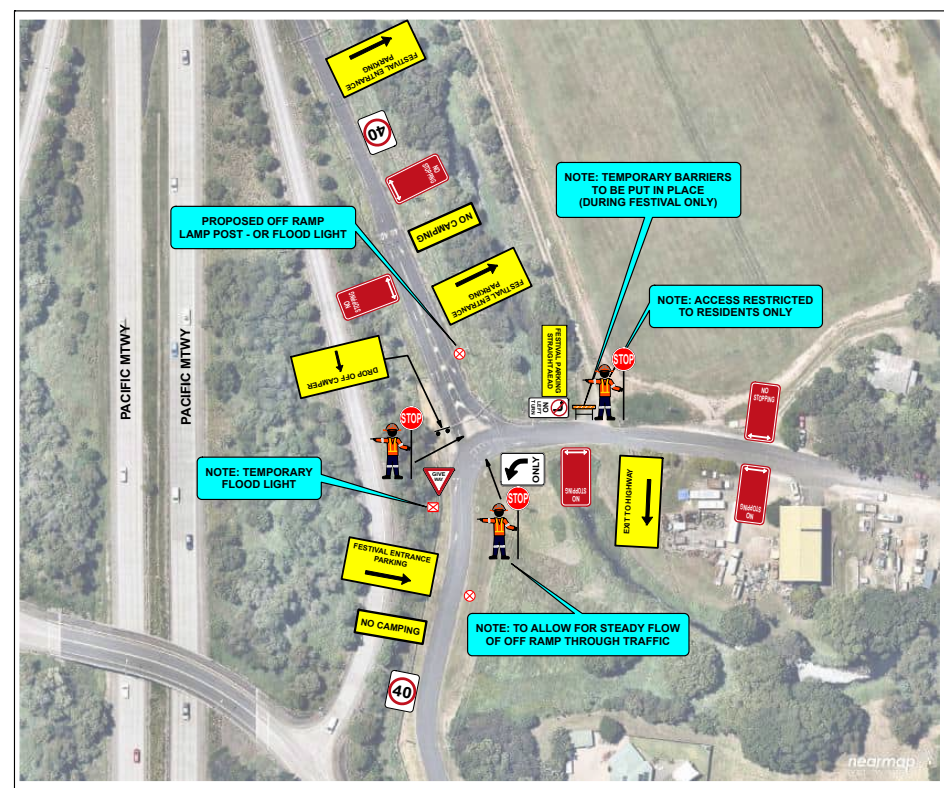 FESTIVAL ENTRANCE
PARKING
40
NO
STOPPING
NO CAMPING
FESTIVAL ENTRANCE
PARKING
NOTE: TEMPORARY BARRIERS
TO BE PUT IN PLACE
(DURING FESTIVAL ONLY)
PROPOSED OFF RAMP
LAMP POST - OR FLOOD LIGHT
NO
STOPPING
NOTE: ACCESS RESTRICTED
TO RESIDENTS ONLY
PACIFIC MTWY
PACIFIC MTWY
DROP OFF CAMPER
FESTIVAL PARKING
STRAIGHT AEAD
STOP
NO
LEFT
TURN
NO
STOPPING
STOP
NOTE: TEMPORARY
FLOOD LIGHT
GIVE
WAY
ONLY
NO
STOPPING
EXIT TO HIGHWAY
NO
STOPPING
STOP
FESTIVAL ENTRANCE
PARKING
NO CAMPING
NOTE: TO ALLOW FOR STEADY FLOW
OF OFF RAMP THROUGH TRAFFIC
40
nearmap